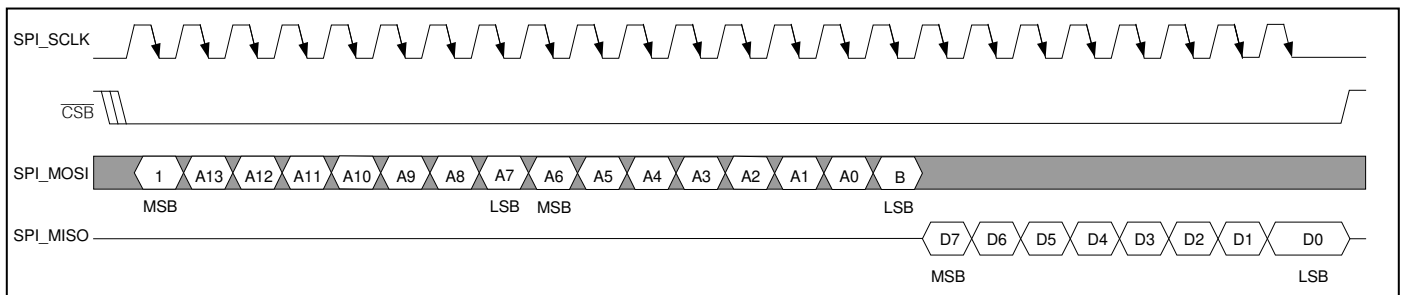 SPI_SCLK
CSB
SPI_MOSI 1 A13 A12 A11 A10 A9 A8 A7 A6 A5 A4 A3 A2 A1 A0 B
MSB LSB MSB LSB
SPI_MISO D7 D6 D5 D4 D3 D2 D1 D0
MSB LSB